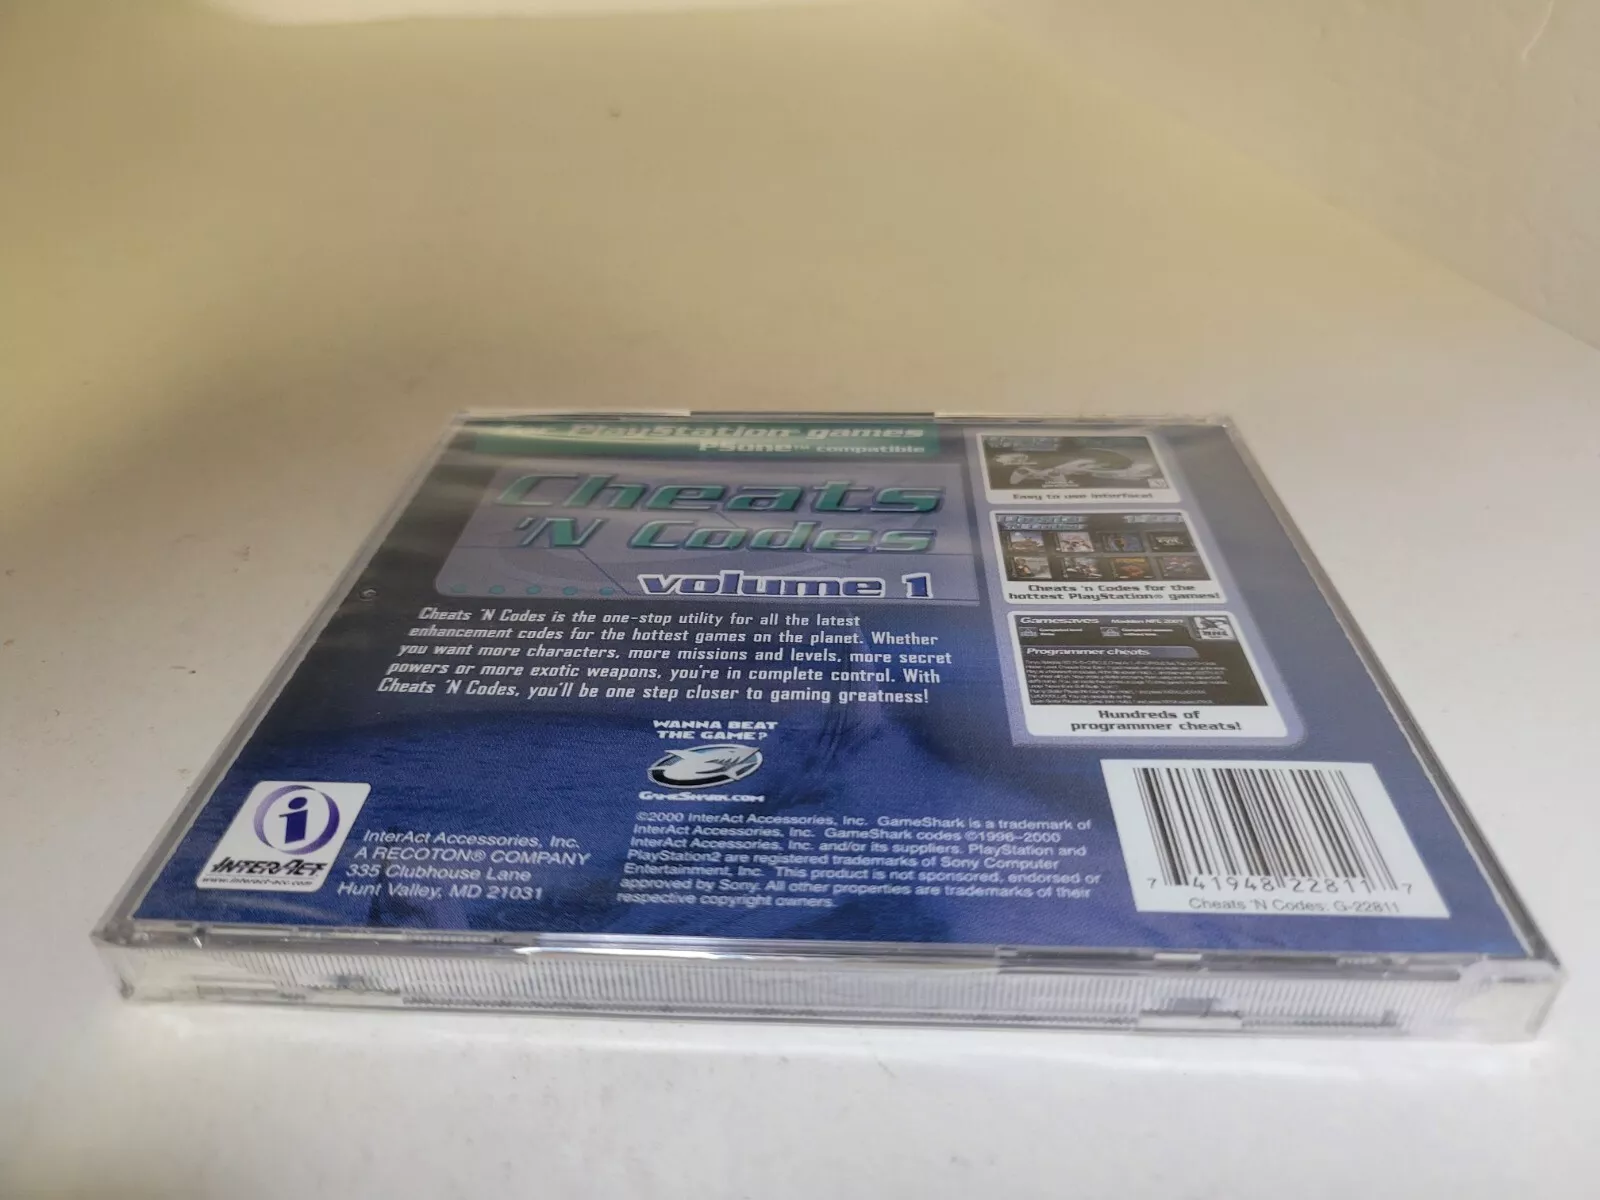 PlayStation games
PSone™ compatible
Cheats
'N Codes
volume 1
Cheats 'N Codes is the one-stop utility for all the latest
enhancement codes for the hottest games on the planet. Whether
you want more characters, more missions and levels, more secret
powers or more exotic weapons, you're in complete control. With
Cheats 'N Codes, you'll be one step closer to gaming greatness!
WANNA BEAT
THE GAME?
GAMESHARK.COM
Easy to use interface!
Cheats 'n Codes for the
hottest PlayStation® games!
Gamesaves Madden NFL 2001
Programmer cheats
Hundreds of
programmer cheats!
INTERACT
www.interact-acc.com
InterAct Accessories, Inc.
A RECOTON® COMPANY
335 Clubhouse Lane
Hunt Valley, MD 21031
©2000 InterAct Accessories, Inc. GameShark is a trademark of
InterAct Accessories, Inc. GameShark codes ©1996-2000
InterAct Accessories, Inc. and/or its suppliers. PlayStation and
PlayStation2 are registered trademarks of Sony Computer
Entertainment, Inc. This product is not sponsored, endorsed or
approved by Sony. All other properties are trademarks of their
respective copyright owners.
7 41948 22811 7
Cheats 'N Codes: G-22811